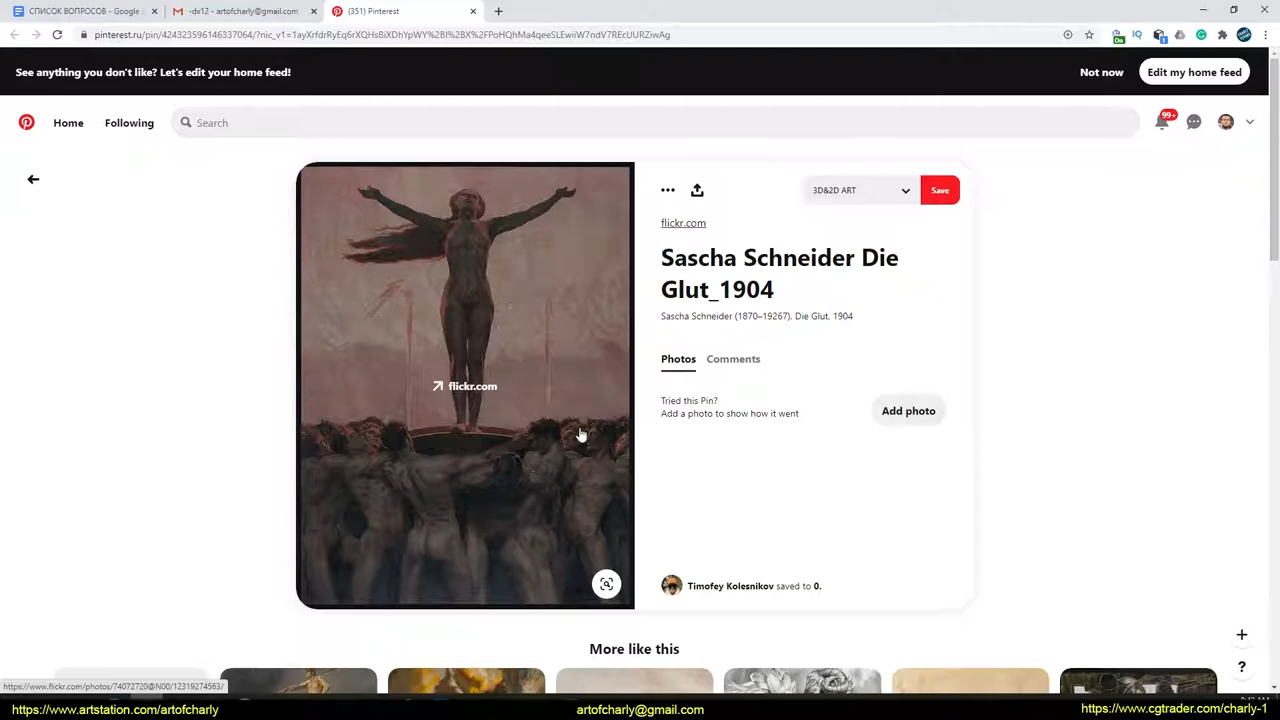 СПИСОК ВОПРОСОВ - Google
-dx12 - artofcharly@gmail.com
(351) Pinterest
pinterest.ru/pin/424323596146337064/?nic_v1=1ayXrfdrRyEq6rXQHsBiXDhYpWY%2Bl%2BX%2FPoHQhMa4qeeSLEwiiW7ndV7REcUURZiwAg
See anything you don't like? Let's edit your home feed!
Not now
Edit my home feed
Home
Following
Search
99+
3D&2D ART
Save
flickr.com
Sascha Schneider Die
Glut_1904
Sascha Schneider (1870–19267). Die Glut, 1904
flickr.com
Photos
Comments
Tried this Pin?
Add a photo to show how it went
Add photo
Timofey Kolesnikov saved to 0.
More like this
https://www.flickr.com/photos/74072720@N00/12319274563/
https://www.artstation.com/artofcharly
artofcharly@gmail.com
https://www.cgtrader.com/charly-1